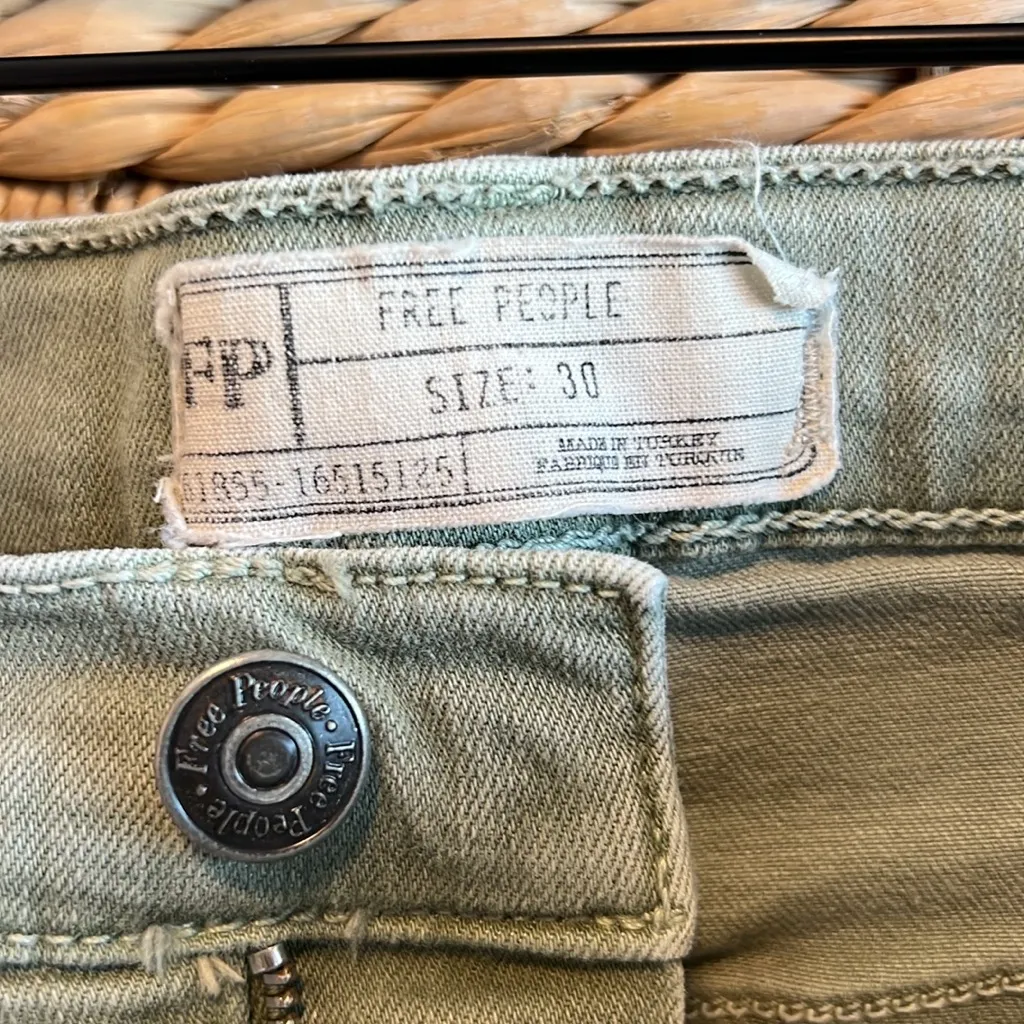 FREE PEOPLE
FP
SIZE: 30
61855-16515125
MADE IN TURKEY
FABRIQUE EN TURQUIE
Free People · Free People ·